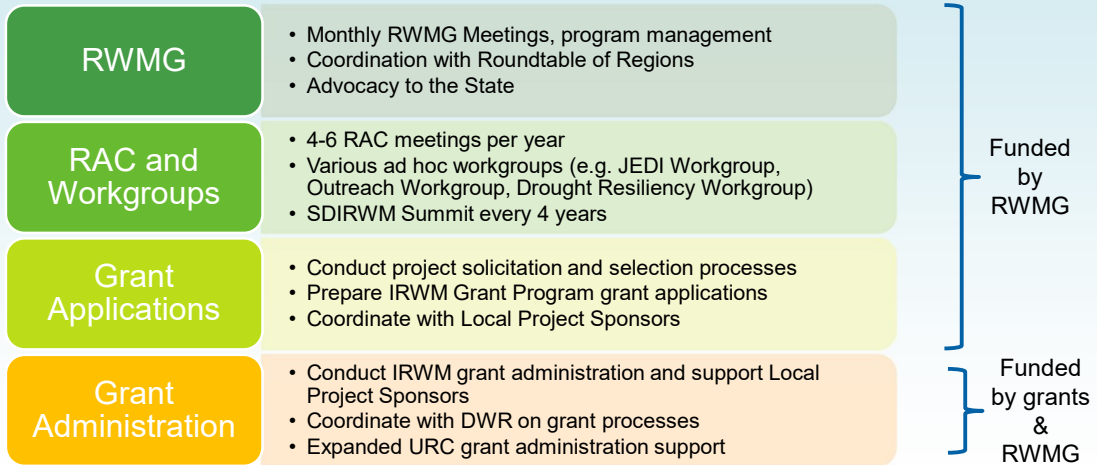 RWMG
• Monthly RWMG Meetings, program management
• Coordination with Roundtable of Regions
• Advocacy to the State
RAC and
Workgroups
• 4-6 RAC meetings per year
• Various ad hoc workgroups (e.g. JEDI Workgroup,
Outreach Workgroup, Drought Resiliency Workgroup)
• SDIRWM Summit every 4 years
Grant
Applications
• Conduct project solicitation and selection processes
• Prepare IRWM Grant Program grant applications
• Coordinate with Local Project Sponsors
Funded
by
RWMG
Grant
Administration
• Conduct IRWM grant administration and support Local
Project Sponsors
• Coordinate with DWR on grant processes
• Expanded URC grant administration support
Funded
by grants
&
RWMG